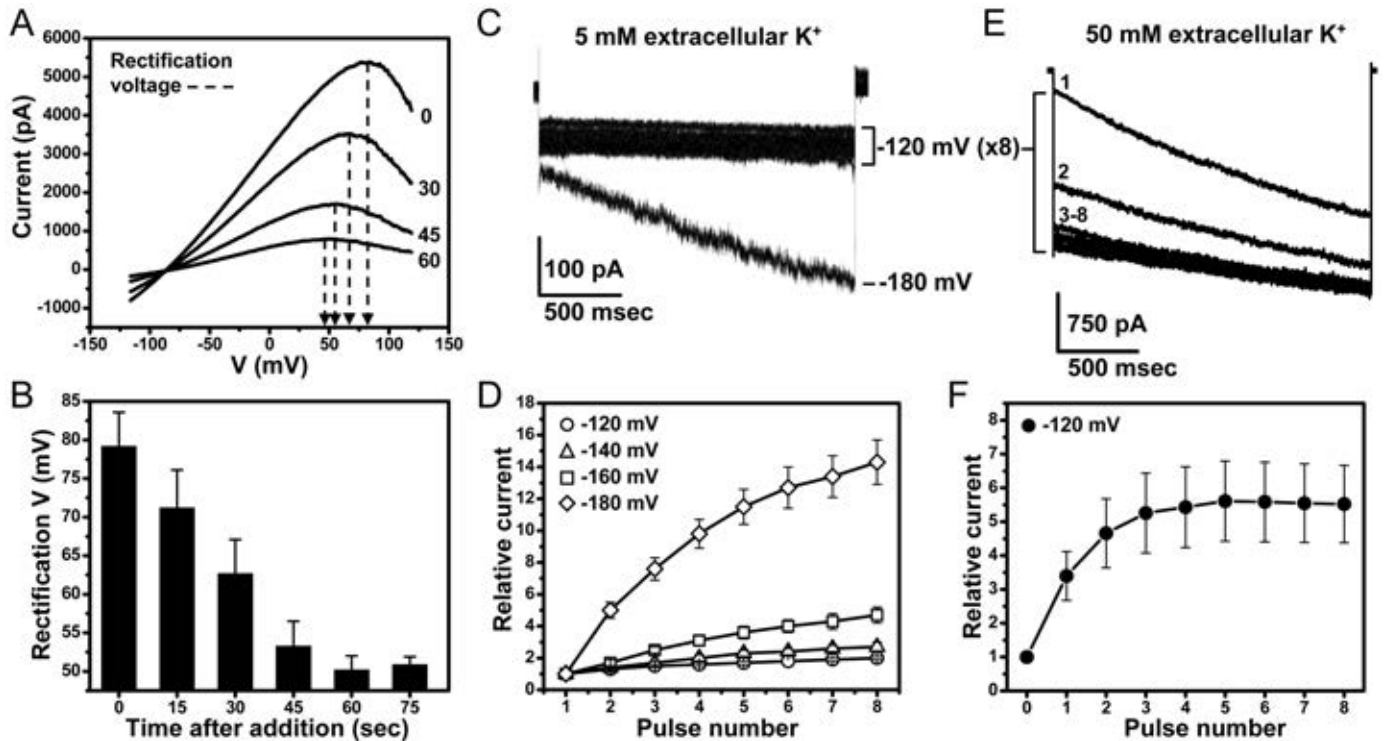 A
6000
5000
4000
3000
2000
1000
0
-1000
Current (pA)
Rectification
voltage
0
30
45
60
-150 -100 -50 0 50 100 150
V (mV)
C
5 mM extracellular K⁺
-120 mV (x8)
-180 mV
100 pA
500 msec
E
50 mM extracellular K⁺
1
2
3-8
750 pA
500 msec
B
85
80
75
70
65
60
55
50
Rectification V (mV)
0 15 30 45 60 75
Time after addition (sec)
D
18
16
14
12
10
8
6
4
2
0
Relative current
-120 mV
-140 mV
-160 mV
-180 mV
1 2 3 4 5 6 7 8
Pulse number
F
8
7
6
5
4
3
2
1
0
Relative current
-120 mV
0 1 2 3 4 5 6 7 8
Pulse number